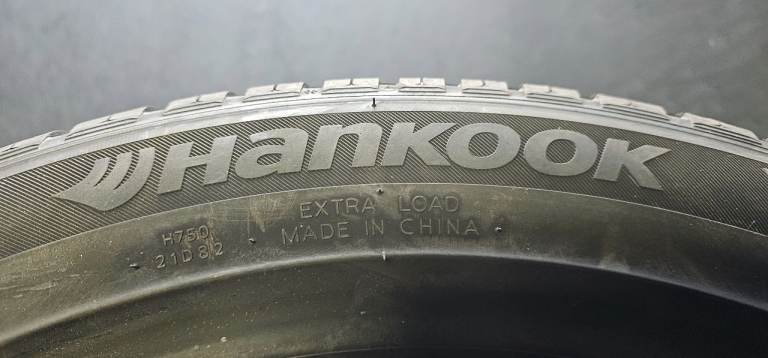 Hankook
EXTRA LOAD
MADE IN CHINA
H750
21D82